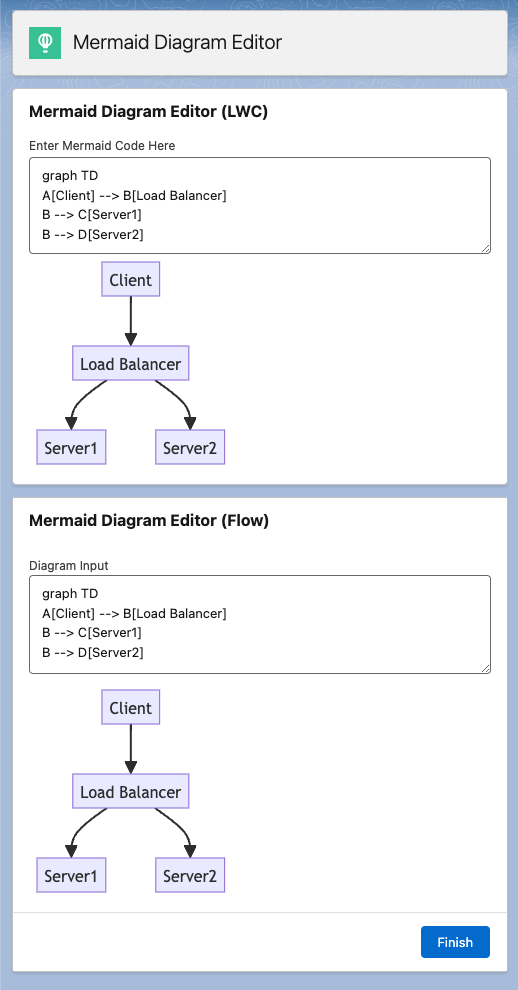 Mermaid Diagram Editor
Mermaid Diagram Editor (LWC)
Enter Mermaid Code Here
graph TD
A[Client] --> B[Load Balancer]
B --> C[Server1]
B --> D[Server2]
Client
Load Balancer
Server1 Server2
Mermaid Diagram Editor (Flow)
Diagram Input
graph TD
A[Client] --> B[Load Balancer]
B --> C[Server1]
B --> D[Server2]
Client
Load Balancer
Server1 Server2
Finish